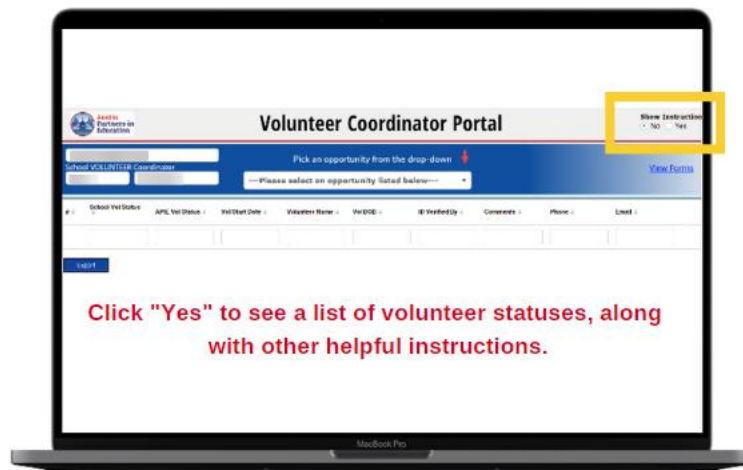 Austin
Partners in
Education
Volunteer Coordinator Portal
Show Instruction
No Yes
School VOLUNTEER Coordinator
Pick an opportunity from the drop-down
---Please select an opportunity listed below---
View Forms
# School Vol Status APIE Vol Status Vol Start Date Volunteer Name Vol DOB ID Verified By Comments Phone Email
Export
Click "Yes" to see a list of volunteer statuses, along
with other helpful instructions.
MacBook Pro